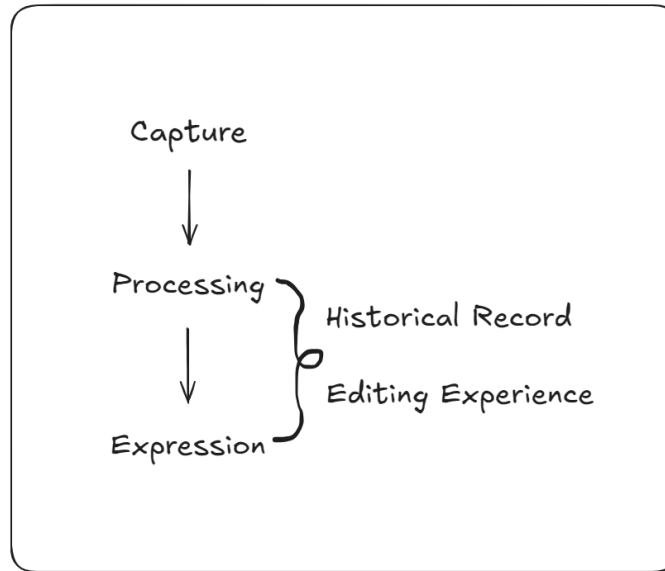 Capture
Processing
Historical Record
Editing Experience
Expression